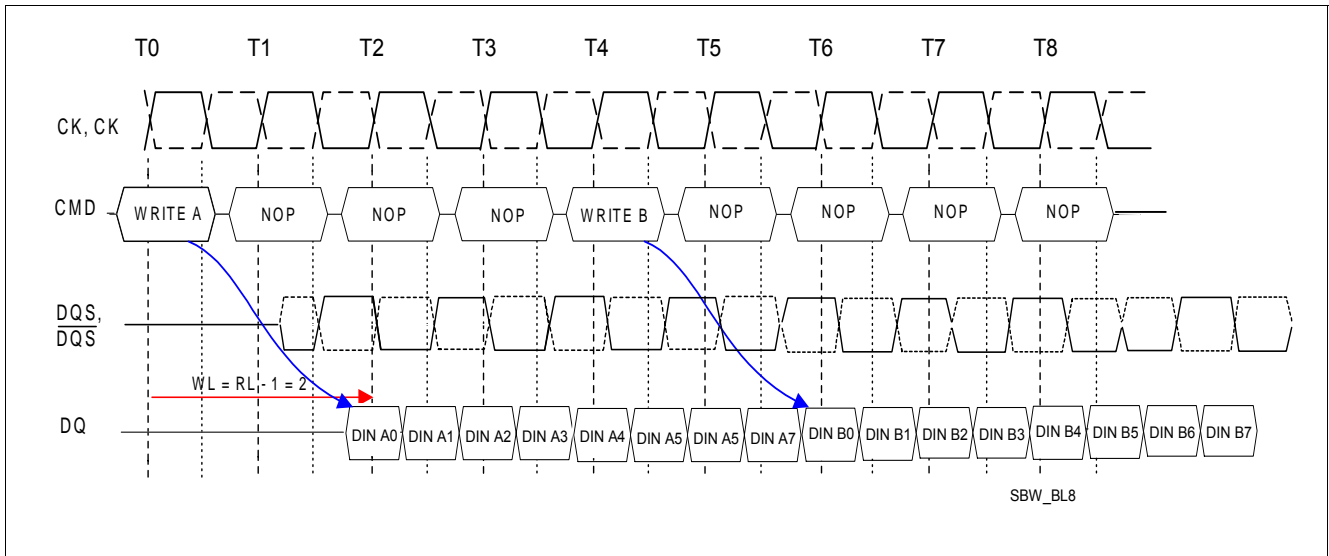 T0 T1 T2 T3 T4 T5 T6 T7 T8
CK, CK
CMD WRITE A NOP NOP NOP WRITE B NOP NOP NOP NOP
DQS,
DQS
WL = RL - 1 = 2
DQ DIN A0 DIN A1 DIN A2 DIN A3 DIN A4 DIN A5 DIN A5 DIN A7 DIN B0 DIN B1 DIN B2 DIN B3 DIN B4 DIN B5 DIN B6 DIN B7
SBW_BL8